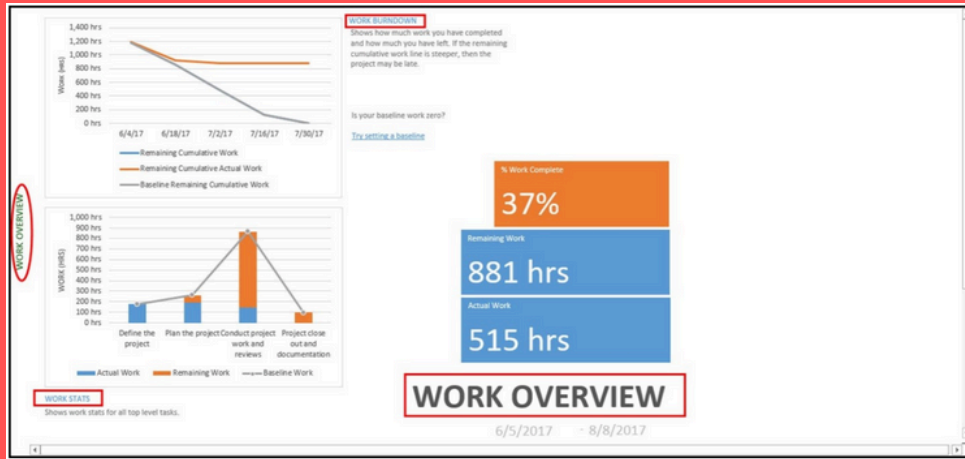 WORK OVERVIEW
1,400 hrs
1,200 hrs
1,000 hrs
800 hrs
600 hrs
400 hrs
200 hrs
0 hrs
WORK (HRS)
6/4/17 6/18/17 7/2/17 7/16/17 7/30/17
Remaining Cumulative Work
Remaining Cumulative Actual Work
Baseline Remaining Cumulative Work
WORK BURNDOWN
Shows how much work you have completed
and how much you have left. If the remaining
cumulative work line is steeper, then the
project may be late.
Is your baseline work zero?
Try setting a baseline
1,000 hrs
900 hrs
800 hrs
700 hrs
600 hrs
500 hrs
400 hrs
300 hrs
200 hrs
100 hrs
0 hrs
WORK (HRS)
Define the Plan the project Conduct project Project close
project work and out and
reviews documentation
Actual Work Remaining Work Baseline Work
WORK STATS
Shows work stats for all top level tasks.
% Work Complete
37%
Remaining Work
881 hrs
Actual Work
515 hrs
WORK OVERVIEW
6/5/2017 - 8/8/2017